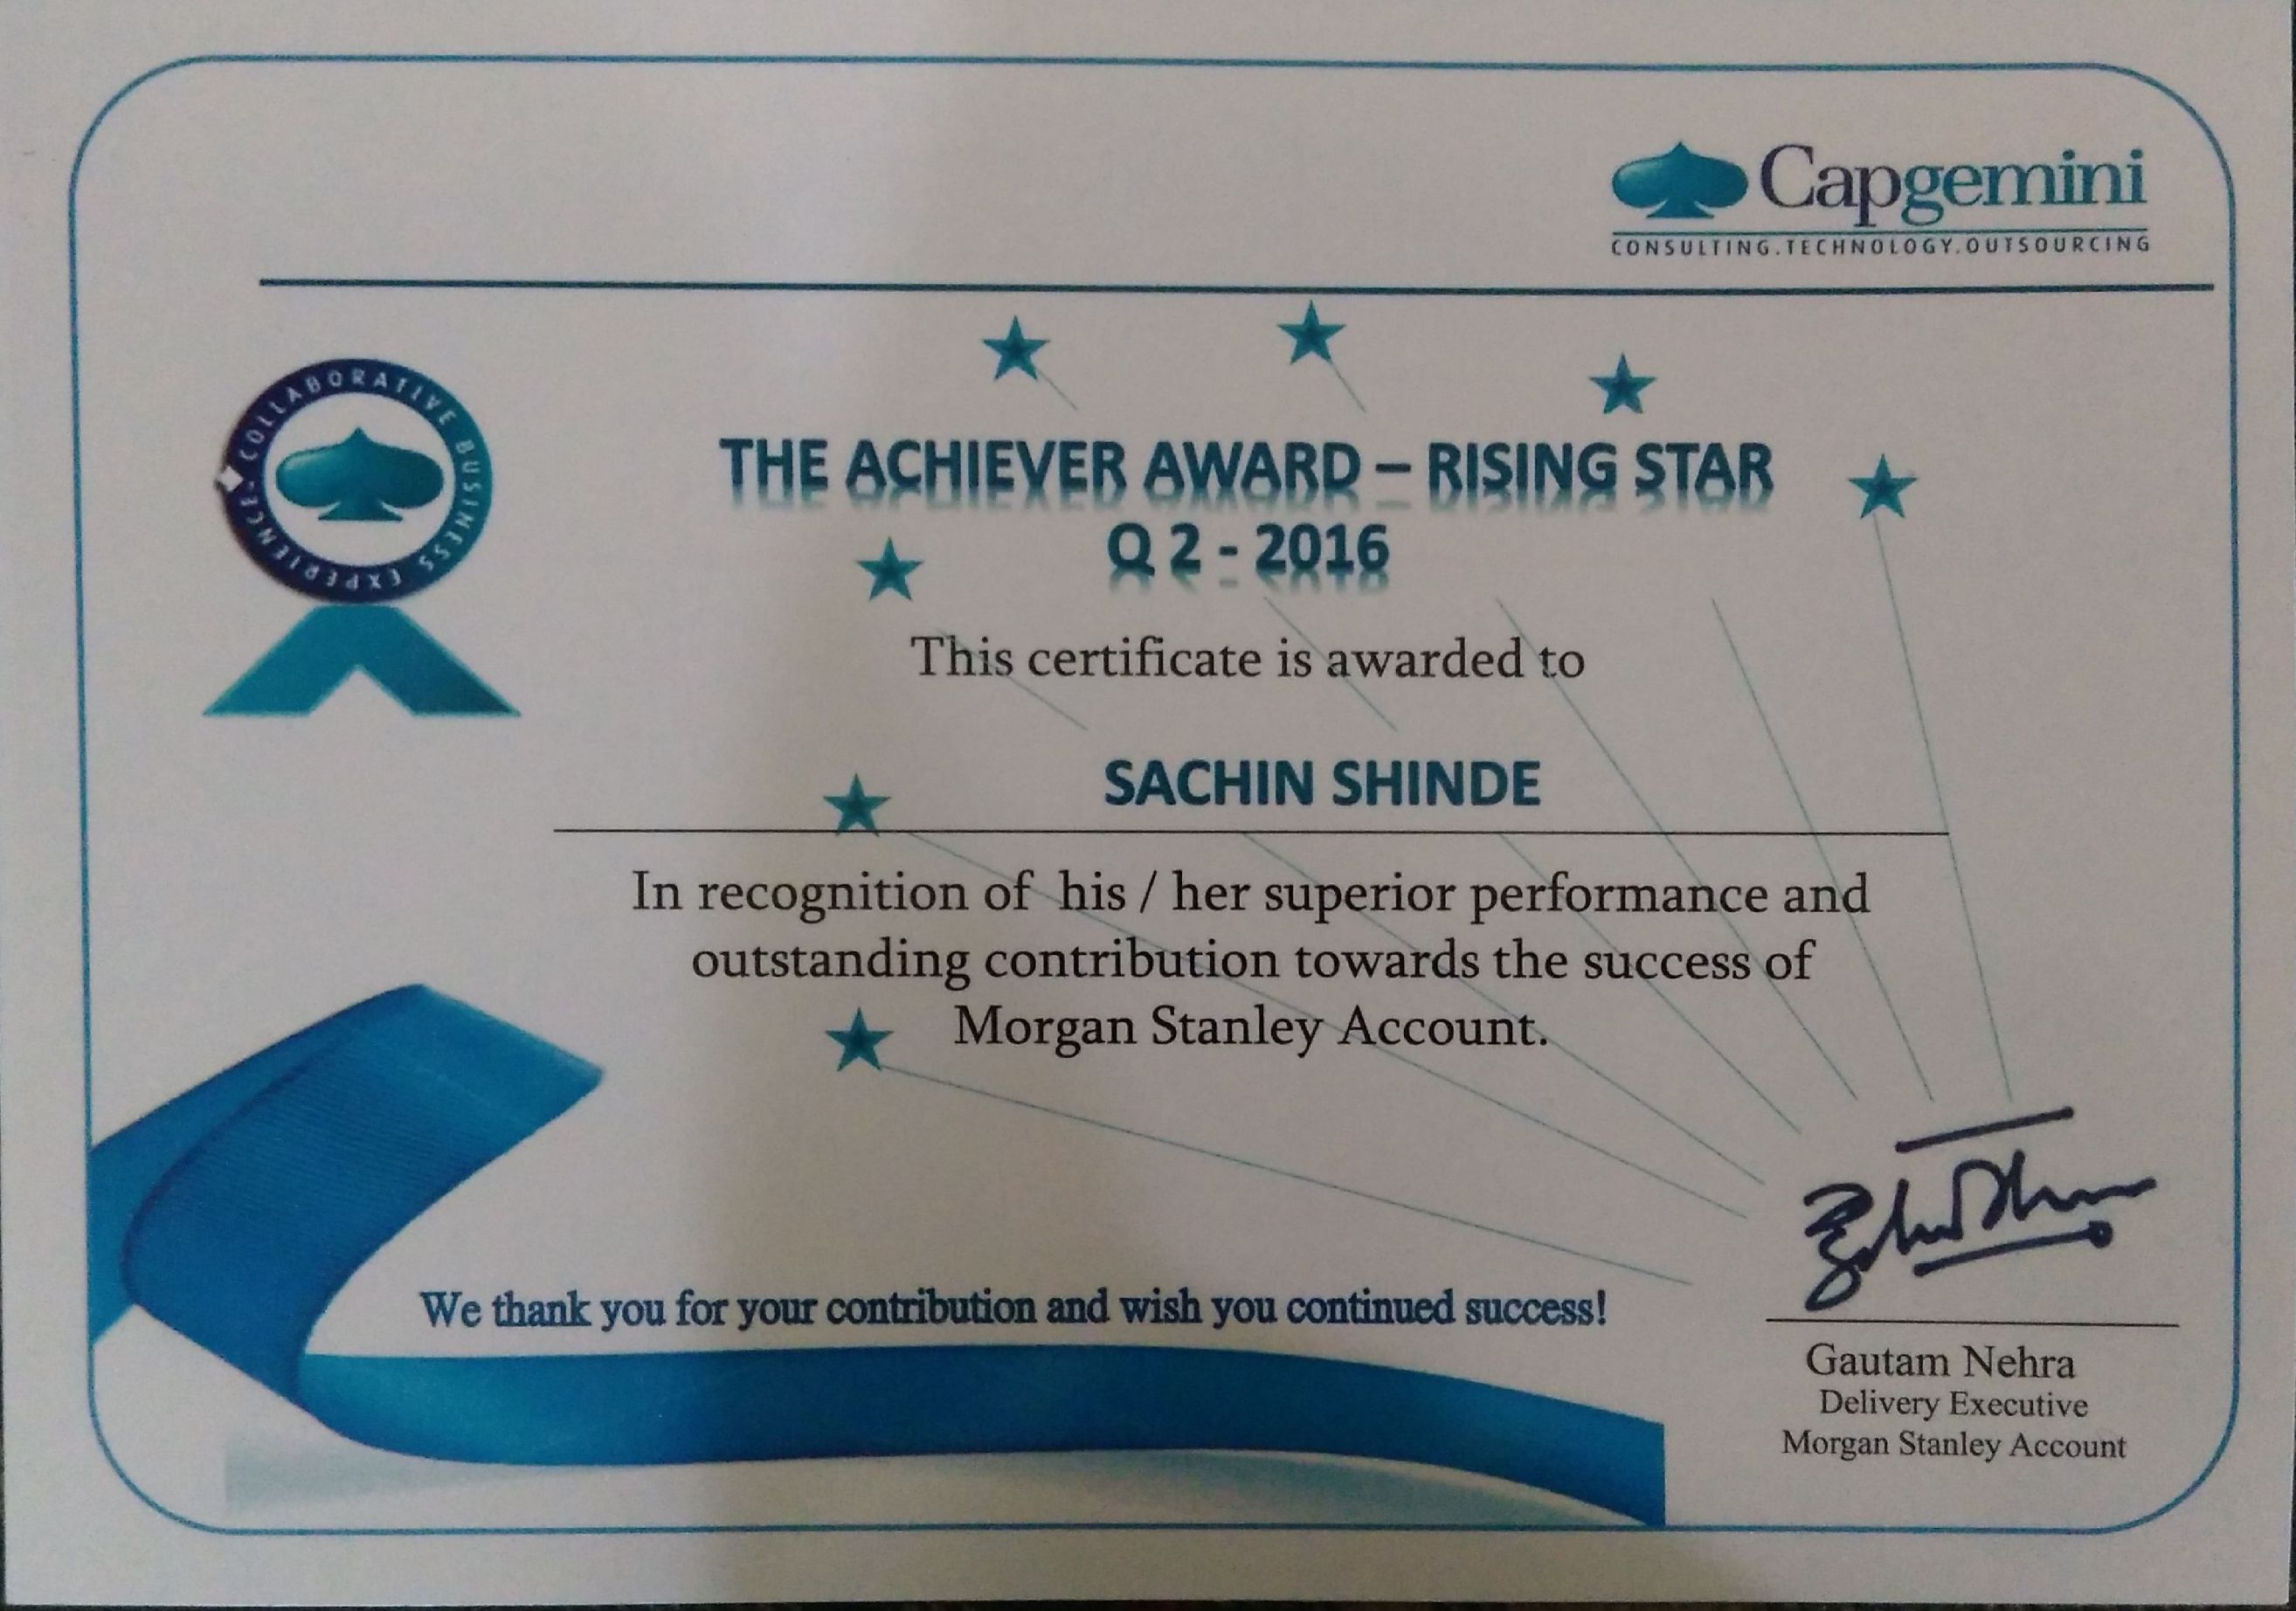 Capgemini
CONSULTING.TECHNOLOGY.OUTSOURCING
COLLABORATIVE BUSINESS EXPERIENCE
THE ACHIEVER AWARD – RISING STAR
Q 2 - 2016
This certificate is awarded to
SACHIN SHINDE
In recognition of his / her superior performance and
outstanding contribution towards the success of
Morgan Stanley Account.
We thank you for your contribution and wish you continued success!
Gautam Nehra
Delivery Executive
Morgan Stanley Account